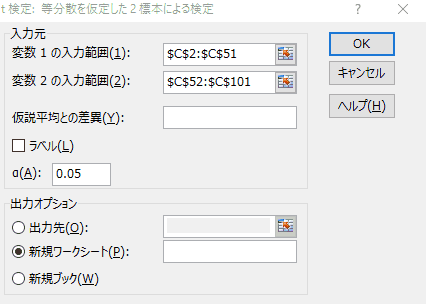 t 検定: 等分散を仮定した２標本による検定
? ×
入力元
変数 1 の入力範囲(1): $C$2:$C$51
変数 2 の入力範囲(2): $C$52:$C$101
仮説平均との差異(Y):
ラベル(L)
α(A): 0.05
出力オプション
出力先(O):
新規ワークシート(P):
新規ブック(W)
OK
キャンセル
ヘルプ(H)